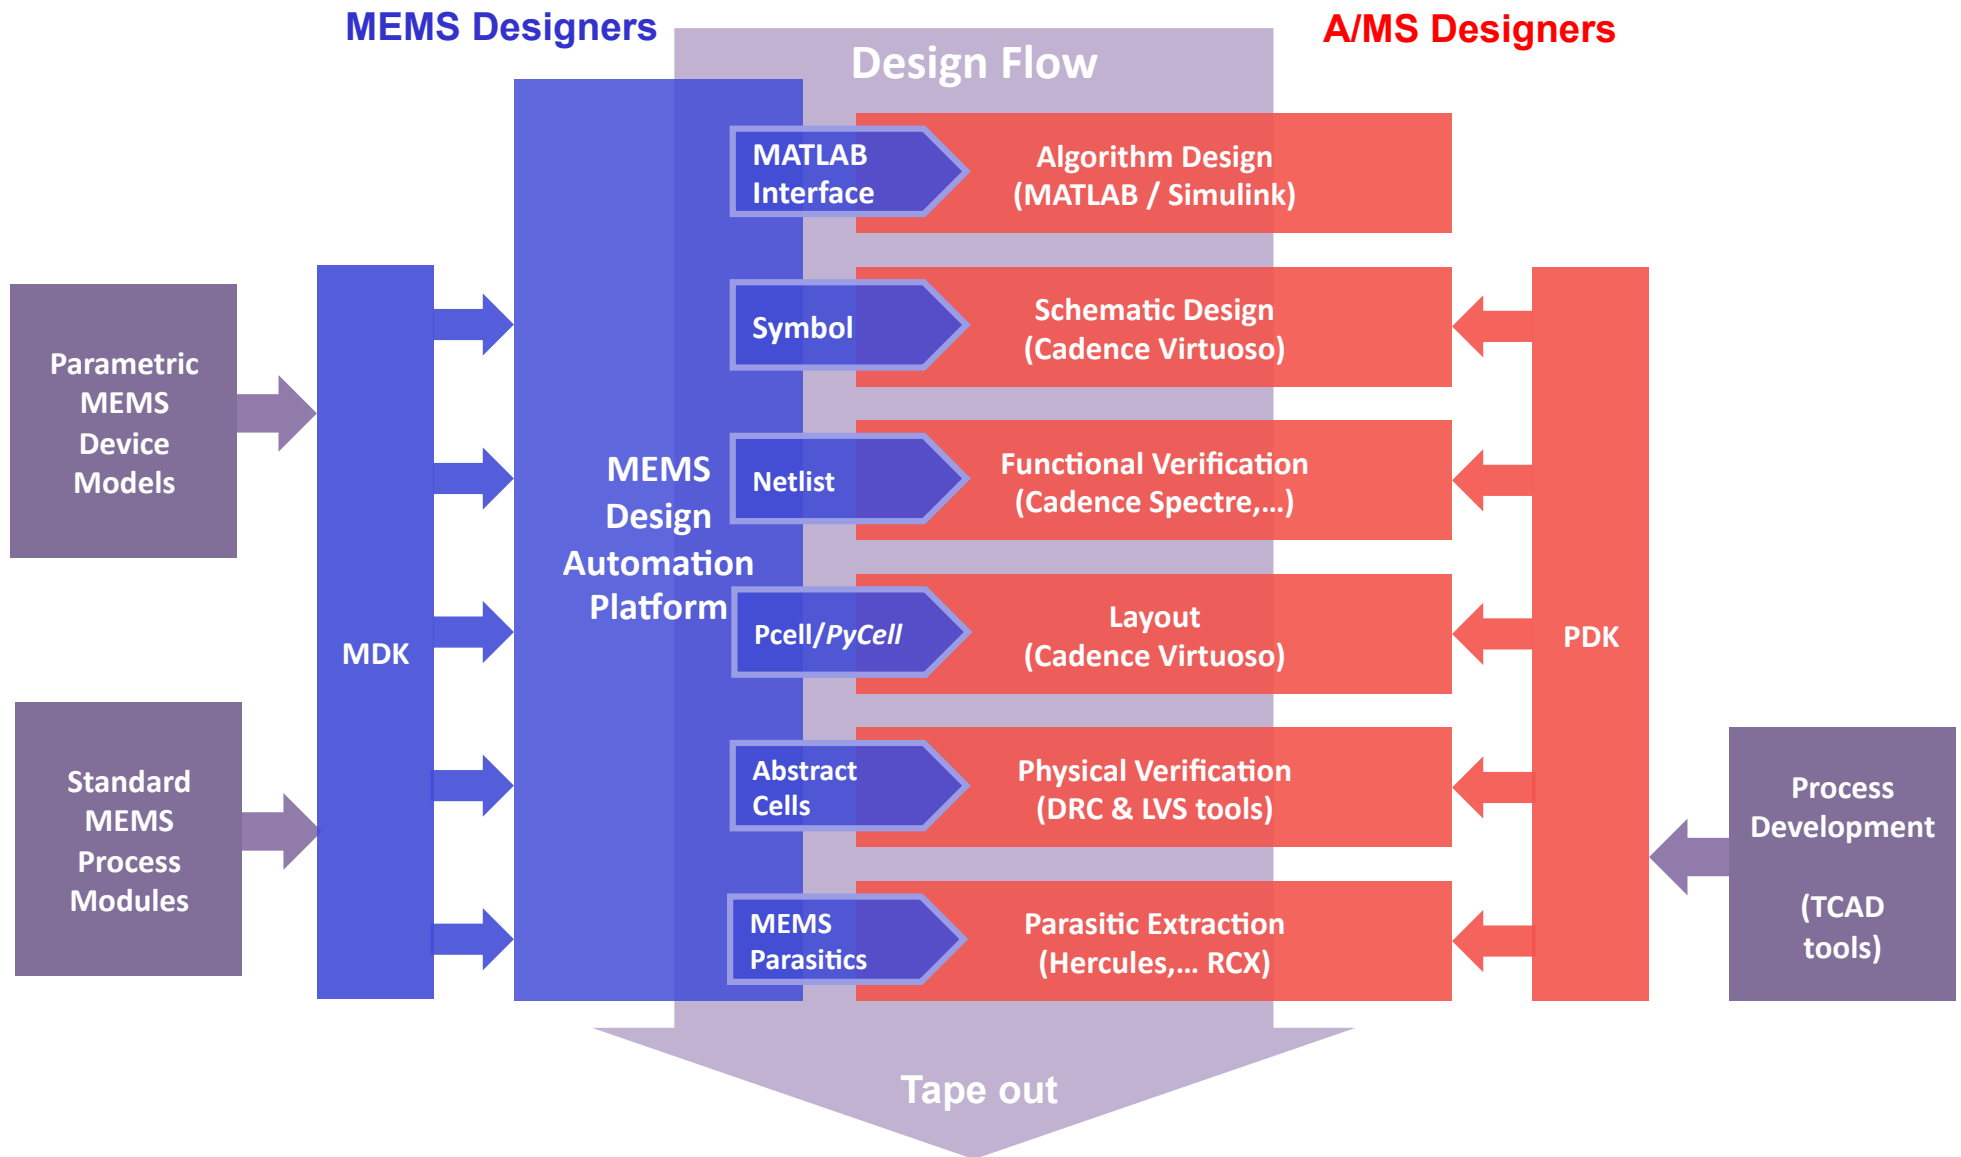 MEMS Designers
A/MS Designers
Design Flow
MATLAB
Interface
Algorithm Design
(MATLAB / Simulink)
Symbol
Schematic Design
(Cadence Virtuoso)
Parametric
MEMS
Device
Models
MEMS
Design
Automation
Platform
Netlist
Functional Verification
(Cadence Spectre,...)
MDK
Pcell/PyCell
Layout
(Cadence Virtuoso)
PDK
Standard
MEMS
Process
Modules
Abstract
Cells
Physical Verification
(DRC & LVS tools)
Process
Development
(TCAD
tools)
MEMS
Parasitics
Parasitic Extraction
(Hercules,... RCX)
Tape out